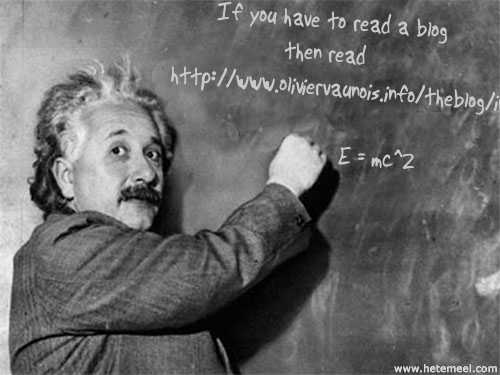 If you have to read a blog
then read
http://www.oliviervaunois.info/theblog/i
E = mc^2
www.hetemeel.com